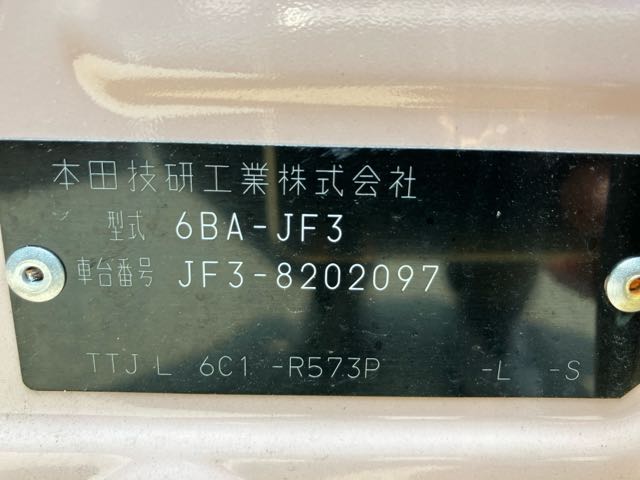 本田技研工業株式会社
型式 6BA-JF3
車台番号 JF3-8202097
TTJ L 6C1 -R573P -L -S